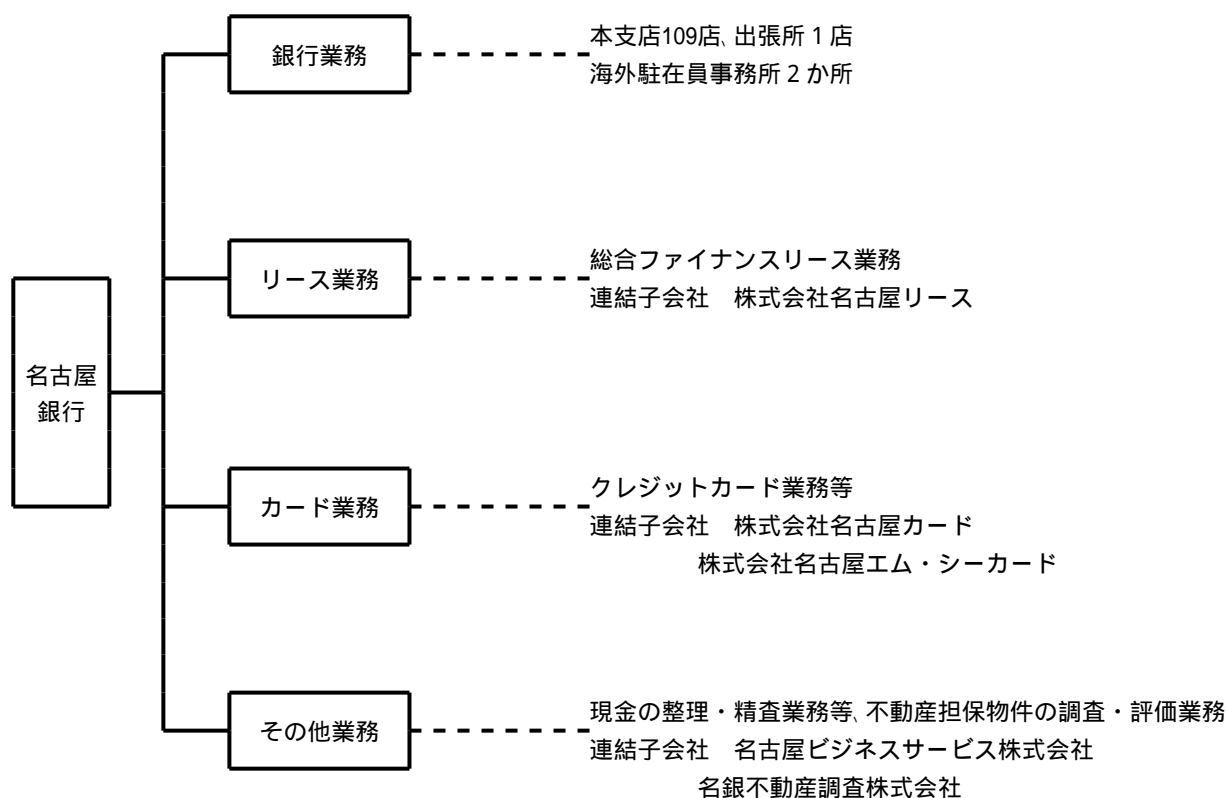 銀行業務
本支店109店、出張所1店
海外駐在員事務所2か所
リース業務
総合ファイナンスリース業務
連結子会社　株式会社名古屋リース
名古屋
銀行
カード業務
クレジットカード業務等
連結子会社　株式会社名古屋カード
株式会社名古屋エム・シーカード
その他業務
現金の整理・精査業務等、不動産担保物件の調査・評価業務
連結子会社　名古屋ビジネスサービス株式会社
名銀不動産調査株式会社